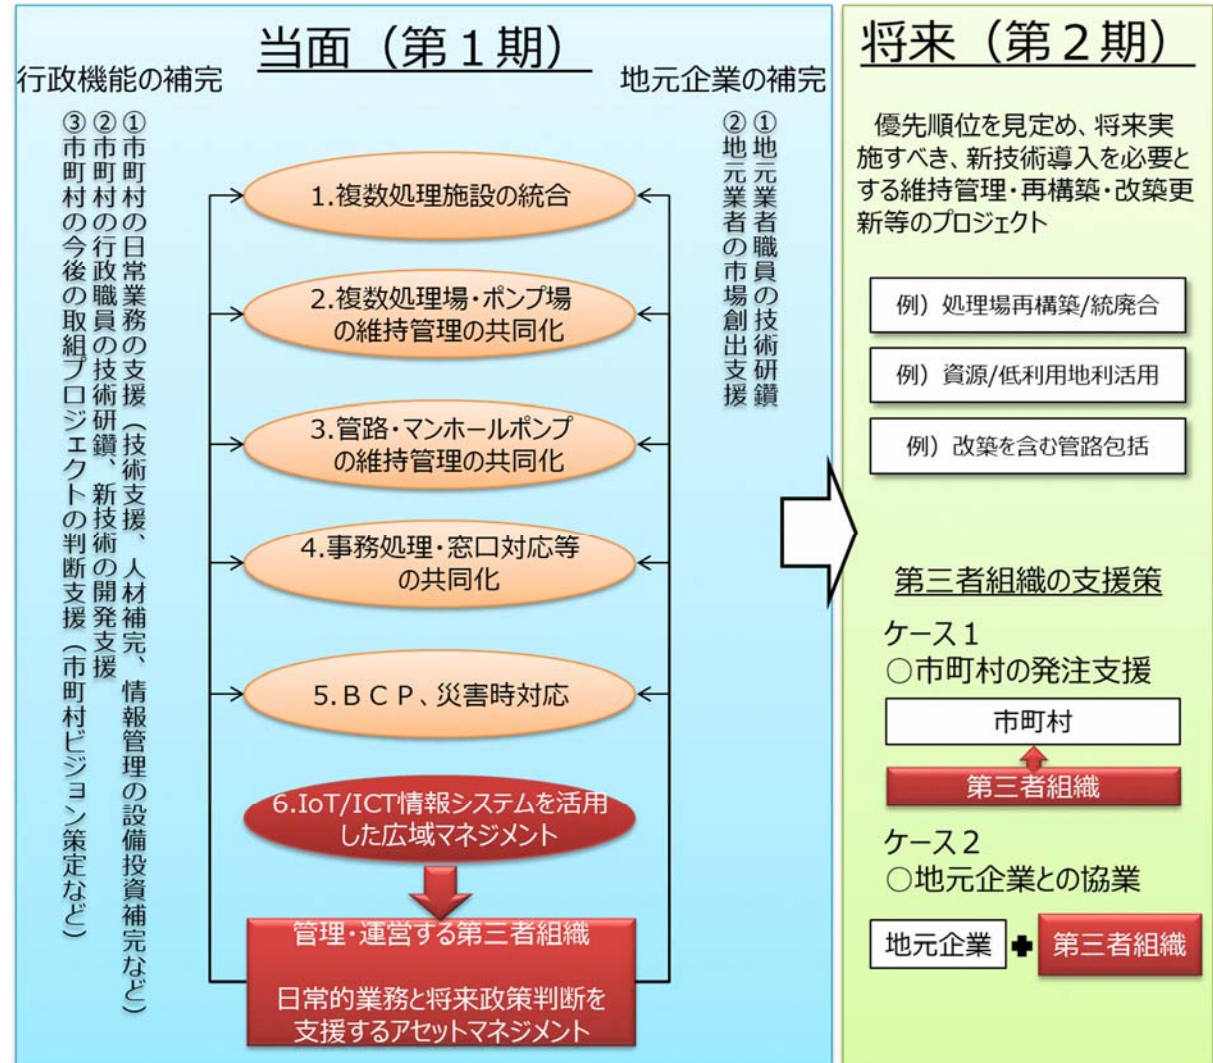 当面（第１期）
行政機能の補完
①市町村の日常業務の支援（技術支援、人材補完、情報管理の設備投資補完など）
②市町村の行政職員の技術研鑽、新技術の開発支援
③市町村の今後の取組プロジェクトの判断支援（市町村ビジョン策定など）
地元企業の補完
①地元業者職員の技術研鑽
②地元業者の市場創出支援
1.複数処理施設の統合
2.複数処理場・ポンプ場
の維持管理の共同化
3.管路・マンホールポンプ
の維持管理の共同化
4.事務処理・窓口対応等
の共同化
5.ＢＣＰ、災害時対応
6.IoT/ICT情報システムを活用
した広域マネジメント
管理・運営する第三者組織
日常的業務と将来政策判断を
支援するアセットマネジメント
将来（第２期）
優先順位を見定め、将来実
施すべき、新技術導入を必要と
する維持管理・再構築・改築更
新等のプロジェクト
例）処理場再構築/統廃合
例）資源/低利用地利活用
例）改築を含む管路包括
第三者組織の支援策
ケース１
○市町村の発注支援
市町村
第三者組織
ケース２
○地元企業との協業
地元企業
第三者組織